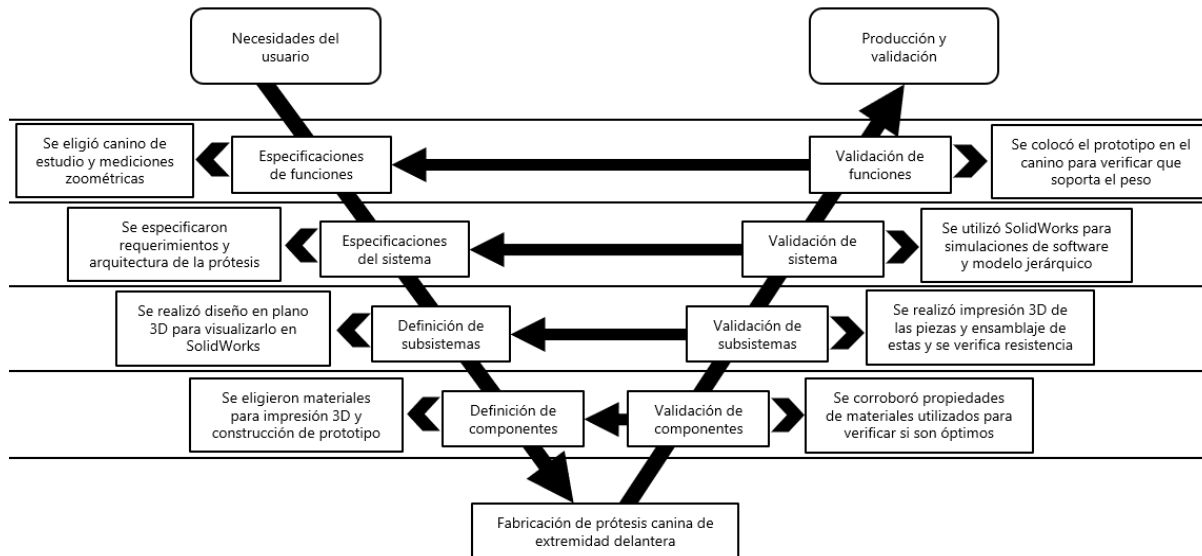 Necesidades del
usuario
Producción y
validación
Se eligió canino de
estudio y mediciones
zoométricas
Especificaciones
de funciones
Validación de
funciones
Se colocó el prototipo en el
canino para verificar que
soporta el peso
Se especificaron
requerimientos y
arquitectura de la prótesis
Especificaciones
del sistema
Validación de
sistema
Se utilizó SolidWorks para
simulaciones de software
y modelo jerárquico
Se realizó diseño en plano
3D para visualizarlo en
SolidWorks
Definición de
subsistemas
Validación de
subsistemas
Se realizó impresión 3D de
las piezas y ensamblaje de
estas y se verifica resistencia
Se eligieron materiales
para impresión 3D y
construcción de prototipo
Definición de
componentes
Validación de
componentes
Se corroboró propiedades
de materiales utilizados para
verificar si son óptimos
Fabricación de prótesis canina de
extremidad delantera